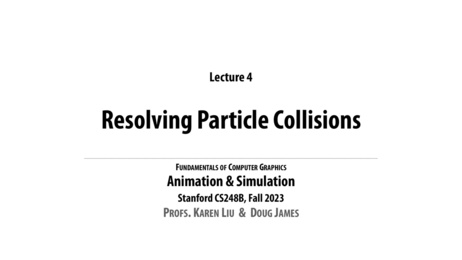 Lecture 4
Resolving Particle Collisions
Fundamentals of Computer Graphics
Animation & Simulation
Stanford CS248B, Fall 2023
Profs. Karen Liu & Doug James